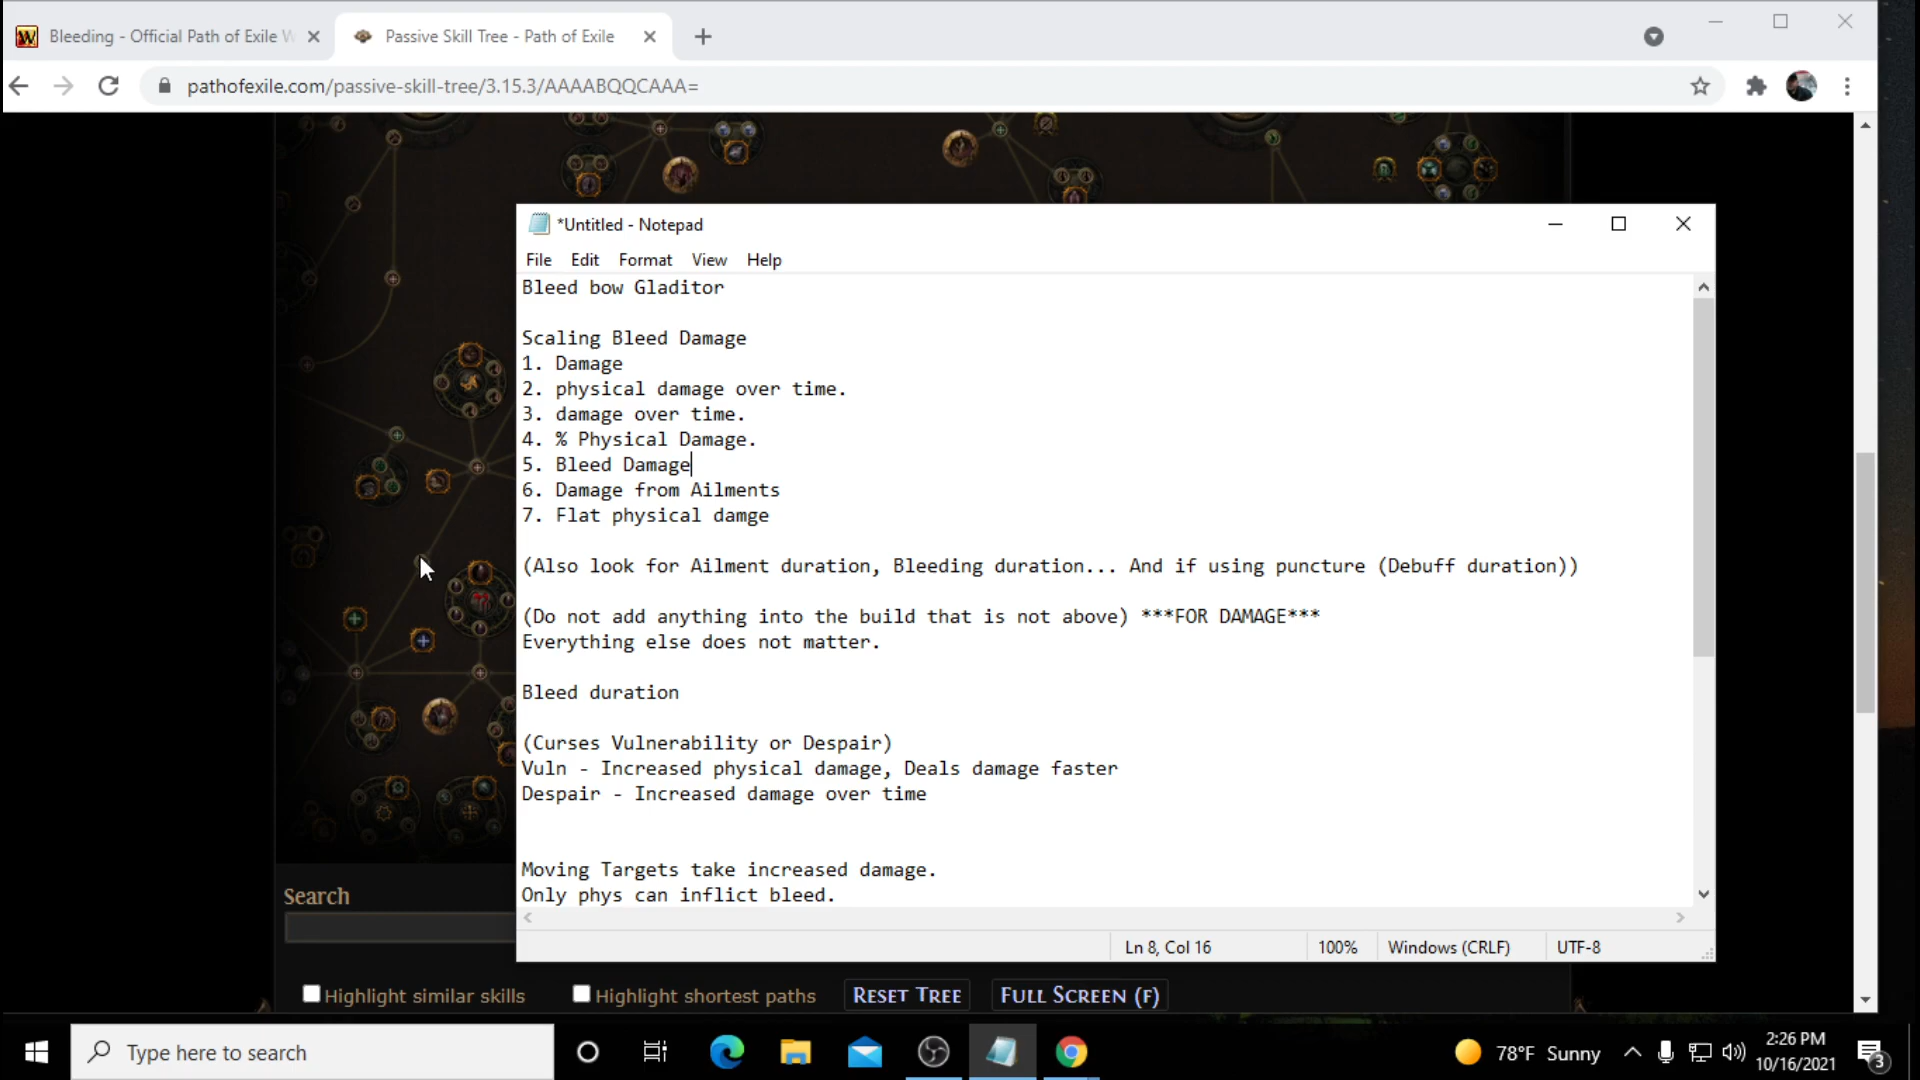 Bleeding - Official Path of Exile W
Passive Skill Tree - Path of Exile
pathofexile.com/passive-skill-tree/3.15.3/AAAABQQCAAA=
*Untitled - Notepad
File Edit Format View Help
Bleed bow Gladitor
Scaling Bleed Damage
1. Damage
2. physical damage over time.
3. damage over time.
4. % Physical Damage.
5. Bleed Damage
6. Damage from Ailments
7. Flat physical damge
(Also look for Ailment duration, Bleeding duration... And if using puncture (Debuff duration))
(Do not add anything into the build that is not above) ***FOR DAMAGE***
Everything else does not matter.
Bleed duration
(Curses Vulnerability or Despair)
Vuln - Increased physical damage, Deals damage faster
Despair - Increased damage over time
Moving Targets take increased damage.
Only phys can inflict bleed.
Ln 8, Col 16 100% Windows (CRLF) UTF-8
Search
Highlight similar skills Highlight shortest paths RESET TREE FULL SCREEN (F)
Type here to search
78°F Sunny
2:26 PM
10/16/2021
3